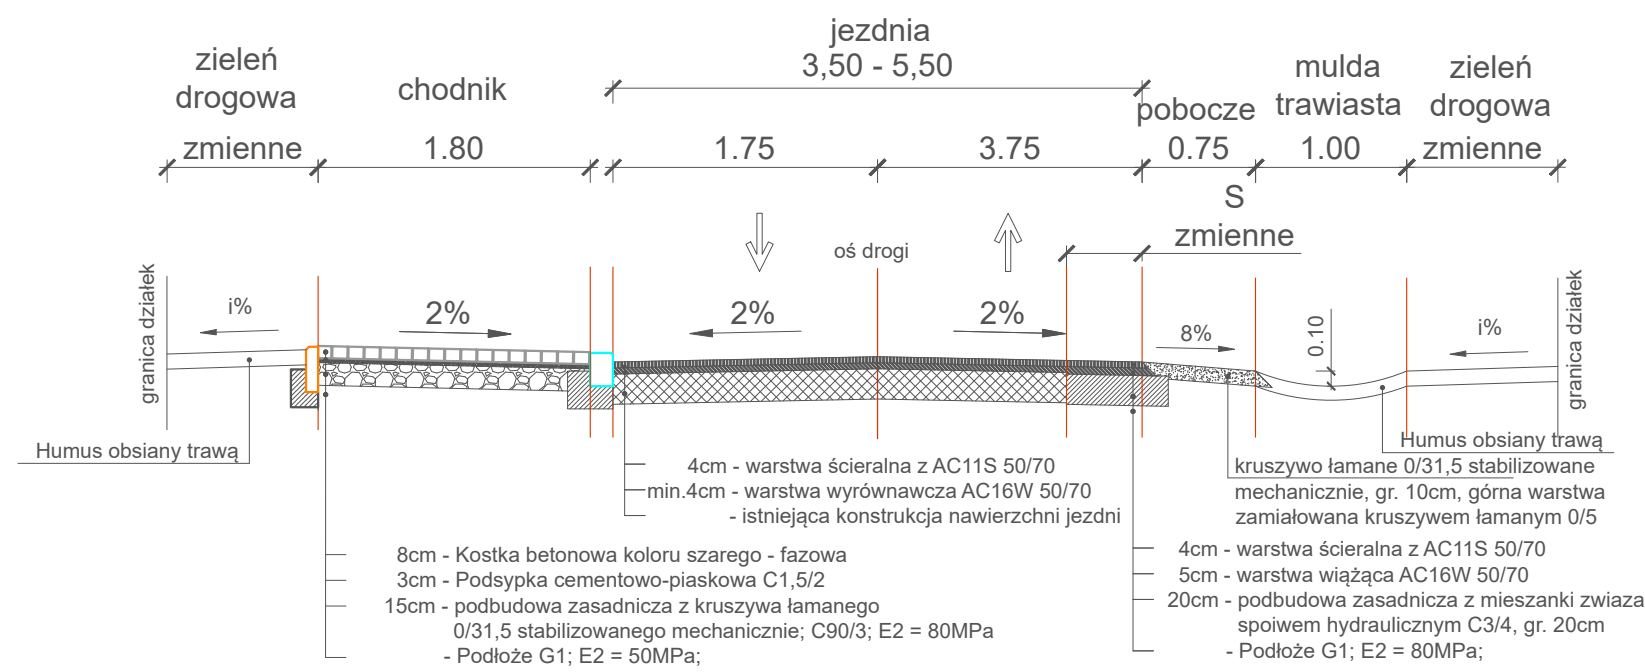 jezdnia
3,50 - 5,50
zieleń
drogowa
zmienne
chodnik
1.80
1.75
3.75
pobocze
0.75
mulda
trawiasta
1.00
zieleń
drogowa
zmienne
S
zmienne
oś drogi
granica działek
i%
2%
2%
2%
8%
0.10
i%
granica działek
Humus obsiany trawą
Humus obsiany trawą
4cm - warstwa ścieralna z AC11S 50/70
min.4cm - warstwa wyrównawcza AC16W 50/70
- istniejąca konstrukcja nawierzchni jezdni
kruszywo łamane 0/31,5 stabilizowane
mechanicznie, gr. 10cm, górna warstwa
zamiałowana kruszywem łamanym 0/5
8cm - Kostka betonowa koloru szarego - fazowa
3cm - Podsypka cementowo-piaskowa C1,5/2
15cm - podbudowa zasadnicza z kruszywa łamanego
0/31,5 stabilizowanego mechanicznie; C90/3; E2 = 80MPa
- Podłoże G1; E2 = 50MPa;
4cm - warstwa ścieralna z AC11S 50/70
5cm - warstwa wiążąca AC16W 50/70
20cm - podbudowa zasadnicza z mieszanki zwiaza
spoiwem hydraulicznym C3/4, gr. 20cm
- Podłoże G1; E2 = 80MPa;